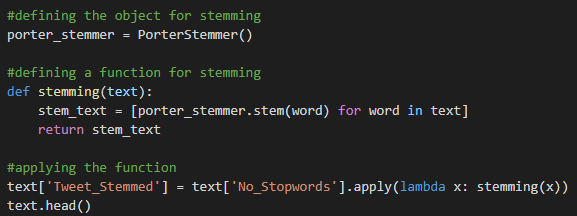 #defining the object for stemming
porter_stemmer = PorterStemmer()

#defining a function for stemming
def stemming(text):
    stem_text = [porter_stemmer.stem(word) for word in text]
    return stem_text

#applying the function
text['Tweet_Stemmed'] = text['No_Stopwords'].apply(lambda x: stemming(x))
text.head()